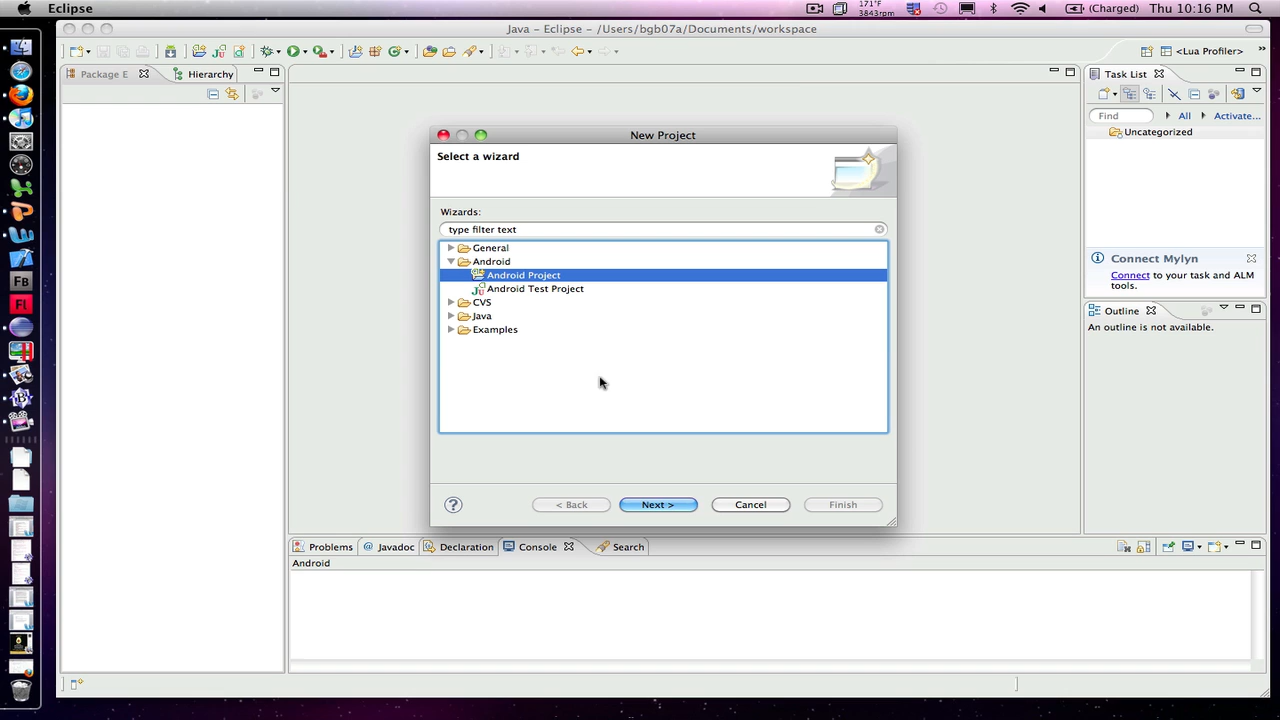 Eclipse
171°F
3843rpm
(Charged)
Thu 10:16 PM
Java - Eclipse - /Users/bgb07a/Documents/workspace
<Lua Profiler>
Package E
Hierarchy
Task List
Find
All
Activate...
Uncategorized
Connect Mylyn
Connect to your task and ALM
tools.
Outline
An outline is not available.
New Project
Select a wizard
Wizards:
type filter text
General
Android
Android Project
Android Test Project
CVS
Java
Examples
?
< Back
Next >
Cancel
Finish
Problems
Javadoc
Declaration
Console
Search
Android
FB
FL